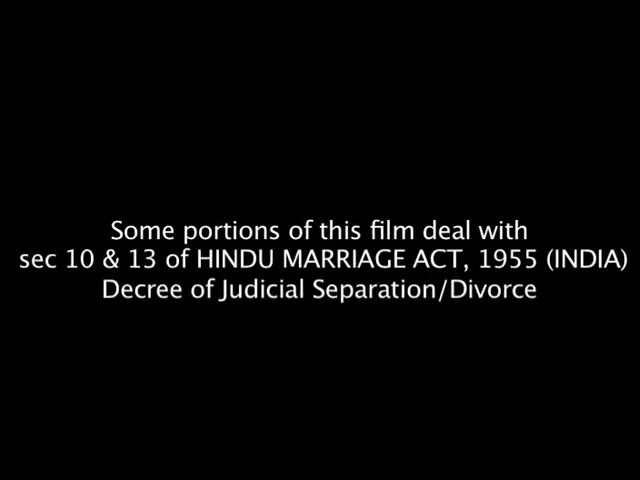 Some portions of this film deal with
sec 10 & 13 of HINDU MARRIAGE ACT, 1955 (INDIA)
Decree of Judicial Separation/Divorce